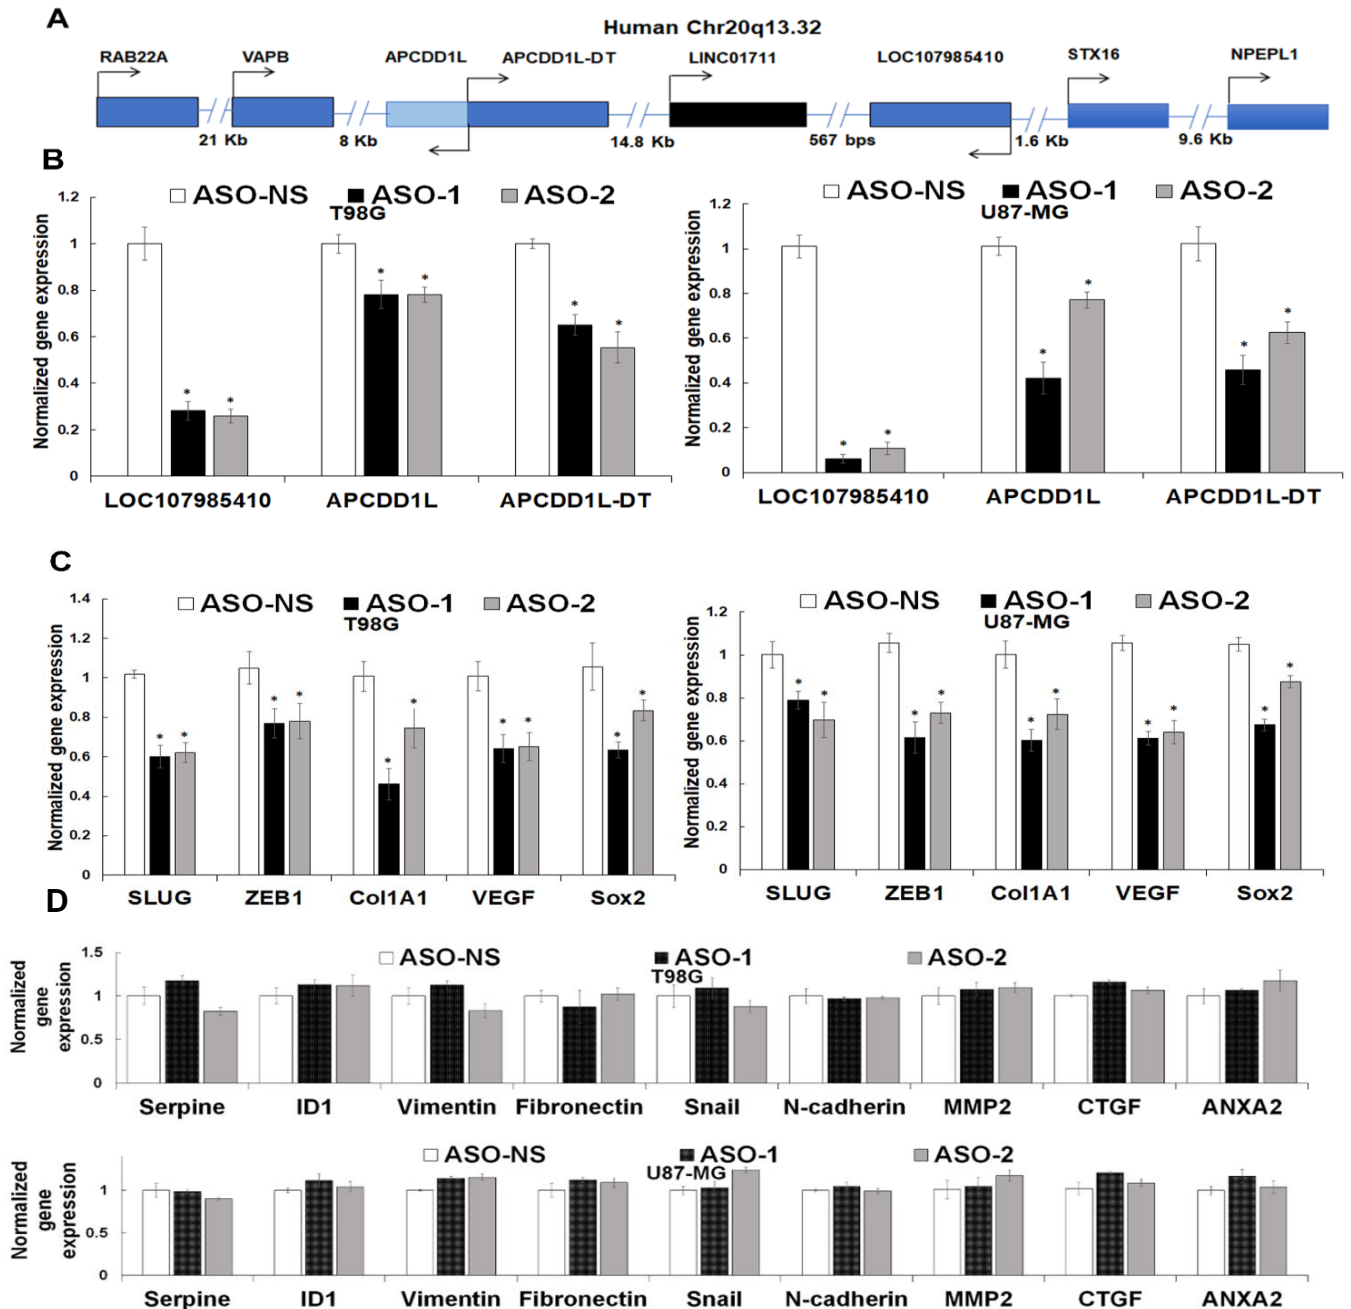 A
Human Chr20q13.32
RAB22A VAPB APCDD1L APCDD1L-DT LINC01711 LOC107985410 STX16 NPEPL1
21 Kb 8 Kb 14.8 Kb 567 bps 1.6 Kb 9.6 Kb
B
ASO-NS ASO-1 ASO-2
T98G
Normalized gene expression
1.2
1
0.8
0.6
0.4
0.2
0
* * * * * *
LOC107985410 APCDD1L APCDD1L-DT
ASO-NS ASO-1 ASO-2
U87-MG
Normalized gene expression
1.2
1
0.8
0.6
0.4
0.2
0
* * * * * *
LOC107985410 APCDD1L APCDD1L-DT
C
ASO-NS ASO-1 ASO-2
T98G
Normalized gene expression
1.4
1.2
1
0.8
0.6
0.4
0.2
0
* * * * * * * * * *
SLUG ZEB1 Col1A1 VEGF Sox2
ASO-NS ASO-1 ASO-2
U87-MG
Normalized gene expression
1.2
1
0.8
0.6
0.4
0.2
0
* * * * * * * * * *
SLUG ZEB1 Col1A1 VEGF Sox2
D
ASO-NS ASO-1 ASO-2
T98G
Normalized
gene
expression
1.5
1
0.5
0
Serpine ID1 Vimentin Fibronectin Snail N-cadherin MMP2 CTGF ANXA2
ASO-NS ASO-1 ASO-2
U87-MG
Normalized
gene
expression
1
0.5
0
Serpine ID1 Vimentin Fibronectin Snail N-cadherin MMP2 CTGF ANXA2